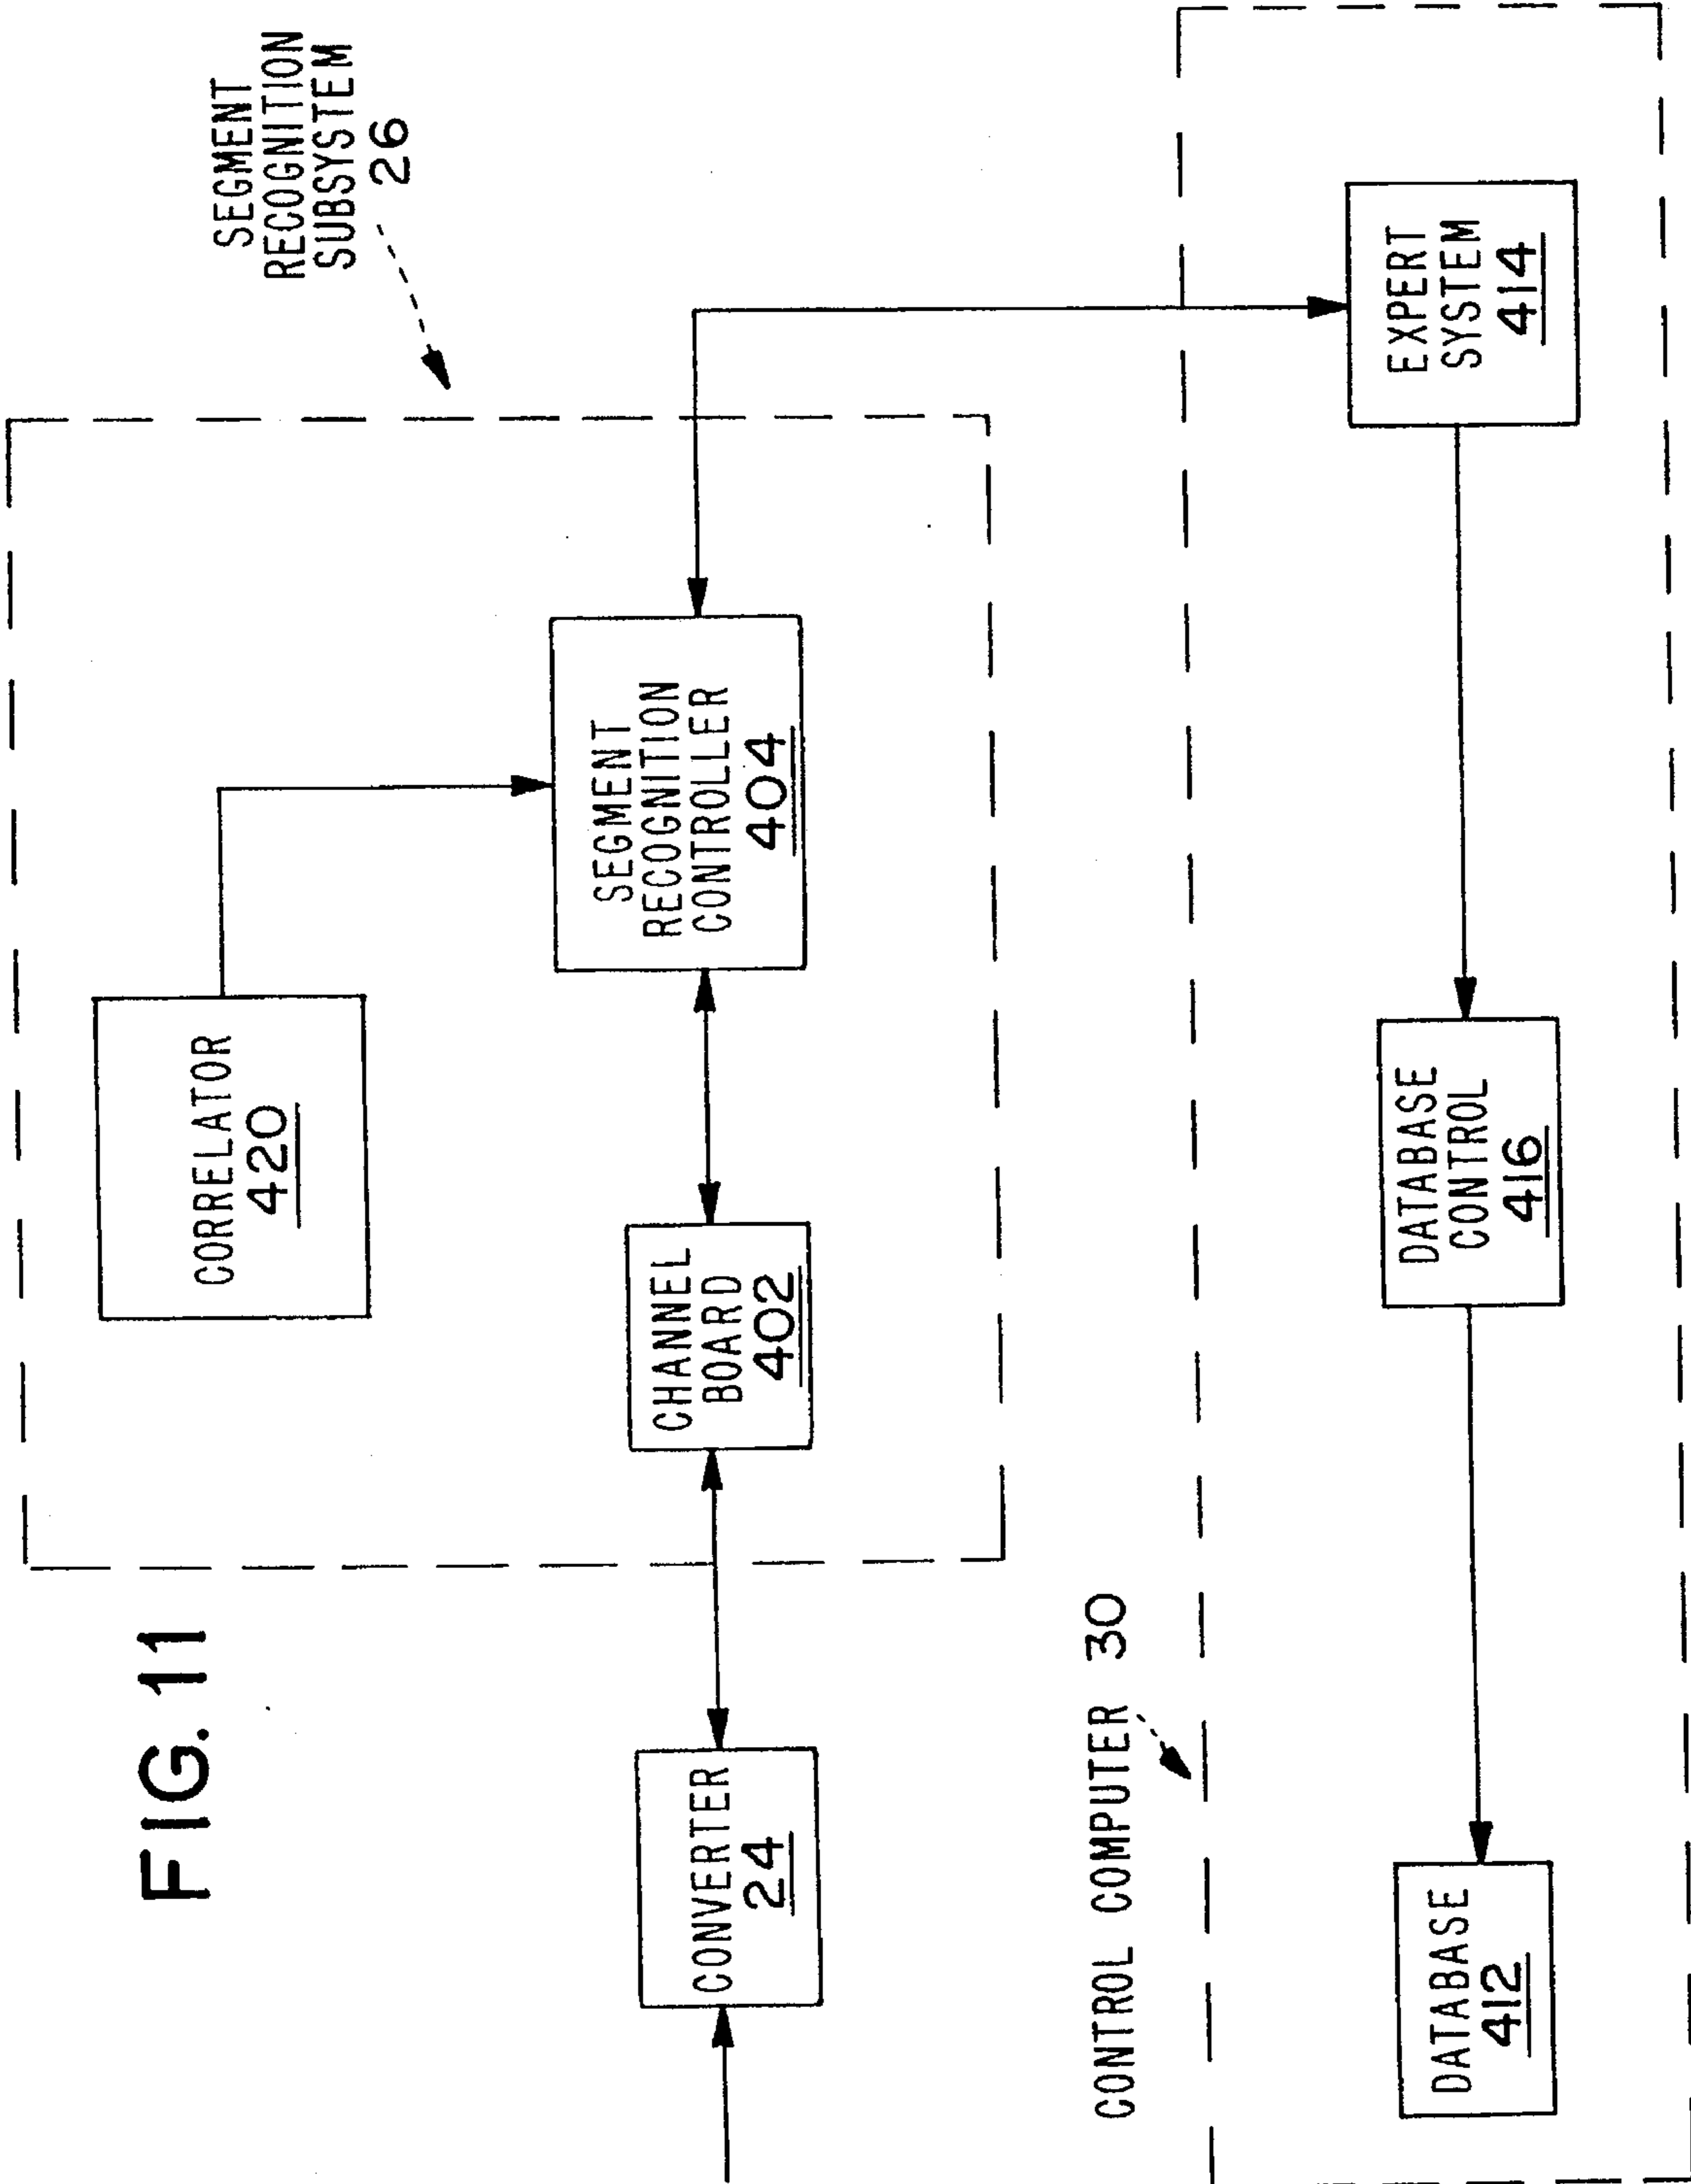 FIG. 11
SEGMENT
RECOGNITION
SUBSYSTEM
26
CORRELATOR
420
CONVERTER
24
CHANNEL
BOARD
402
SEGMENT
RECOGNITION
CONTROLLER
404
CONTROL COMPUTER 30
DATABASE
412
DATABASE
CONTROL
416
EXPERT
SYSTEM
414